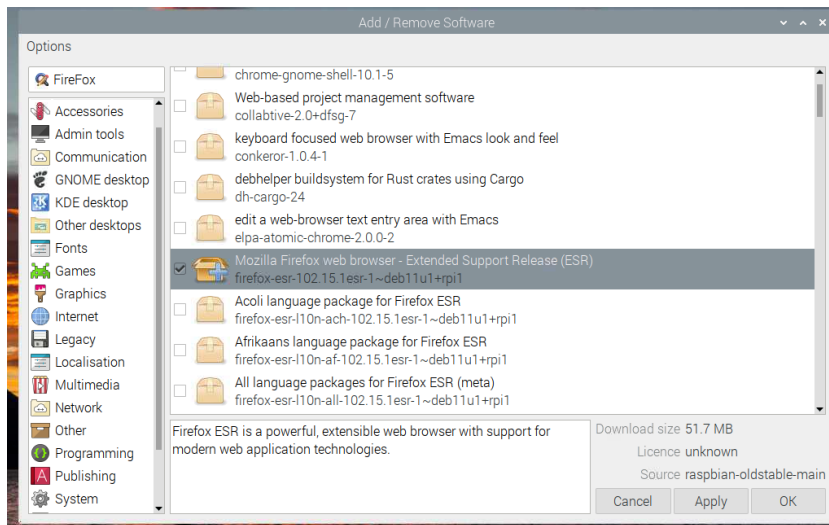 Add / Remove Software
Options
FireFox
Accessories
Admin tools
Communication
GNOME desktop
KDE desktop
Other desktops
Fonts
Games
Graphics
Internet
Legacy
Localisation
Multimedia
Network
Other
Programming
Publishing
System
chrome-gnome-shell-10.1-5
Web-based project management software
collabtive-2.0+dfsg-7
keyboard focused web browser with Emacs look and feel
conkeror-1.0.4-1
debhelper buildsystem for Rust crates using Cargo
dh-cargo-24
edit a web-browser text entry area with Emacs
elpa-atomic-chrome-2.0.0-2
Mozilla Firefox web browser - Extended Support Release (ESR)
firefox-esr-102.15.1esr-1~deb11u1+rpi1
Acoli language package for Firefox ESR
firefox-esr-l10n-ach-102.15.1esr-1~deb11u1+rpi1
Afrikaans language package for Firefox ESR
firefox-esr-l10n-af-102.15.1esr-1~deb11u1+rpi1
All language packages for Firefox ESR (meta)
firefox-esr-l10n-all-102.15.1esr-1~deb11u1+rpi1
Firefox ESR is a powerful, extensible web browser with support for
modern web application technologies.
Download size 51.7 MB
Licence unknown
Source raspbian-oldstable-main
Cancel Apply OK